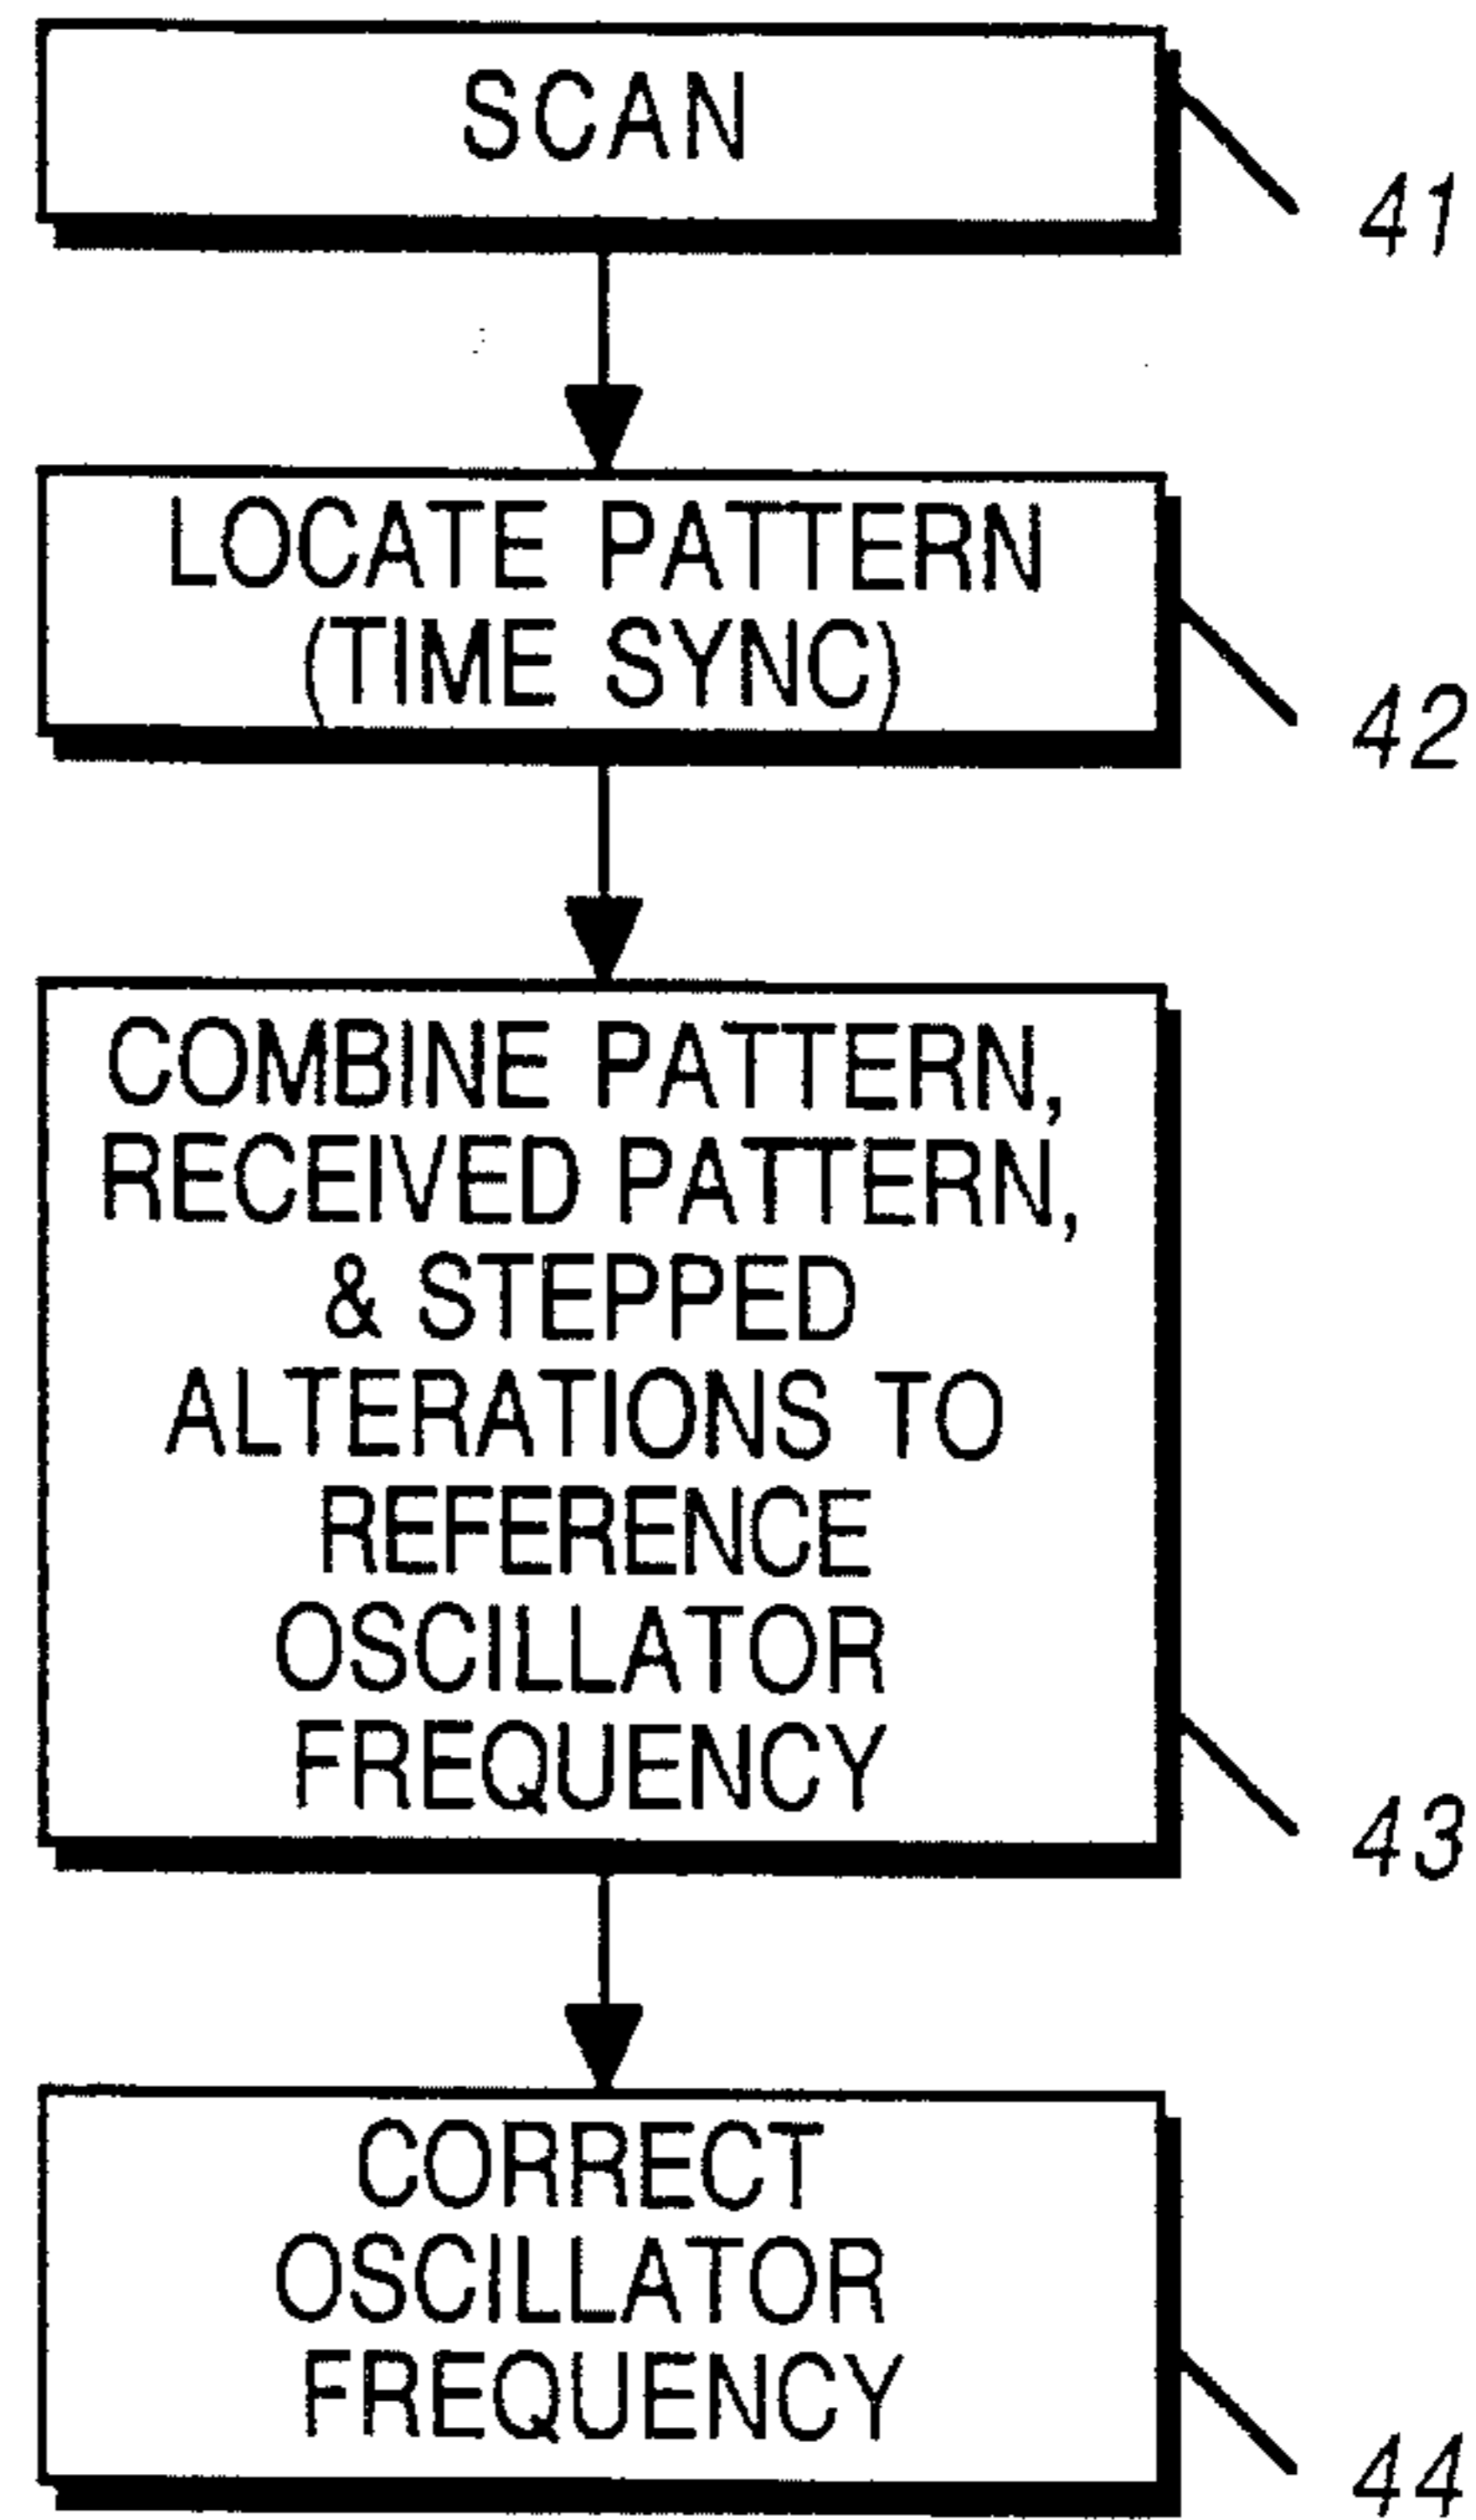 SCAN
41
LOCATE PATTERN
(TIME SYNC)
42
COMBINE PATTERN,
RECEIVED PATTERN,
& STEPPED
ALTERATIONS TO
REFERENCE
OSCILLATOR
FREQUENCY
43
CORRECT
OSCILLATOR
FREQUENCY
44